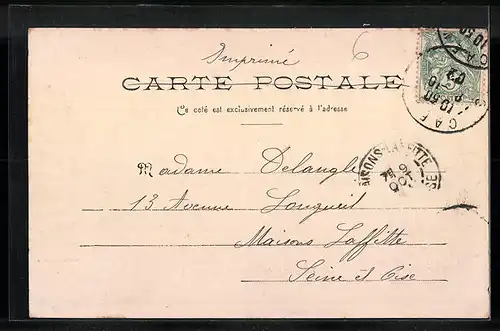 Imprimé
6
CARTE POSTALE
Ce coté est exclusivement réservé à l'adresse
Madame Delangle
13 Avenue Longueil
Maisons Laffitte
Seine et Oise